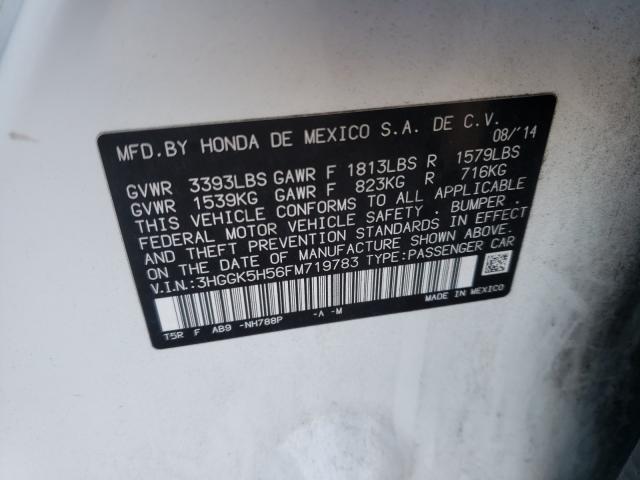 MFD.BY HONDA DE MEXICO S.A. DE C.V.
08/'14
GVWR 3393LBS GAWR F 1813LBS R 1579LBS
GVWR 1539KG GAWR F 823KG R 716KG
THIS VEHICLE CONFORMS TO ALL APPLICABLE
FEDERAL MOTOR VEHICLE SAFETY . BUMPER .
AND THEFT PREVENTION STANDARDS IN EFFECT
ON THE DATE OF MANUFACTURE SHOWN ABOVE.
V.I.N.:3HGGK5H56FM719783 TYPE:PASSENGER CAR
MADE IN MEXICO
T5R F AB9 -NH788P -A -M